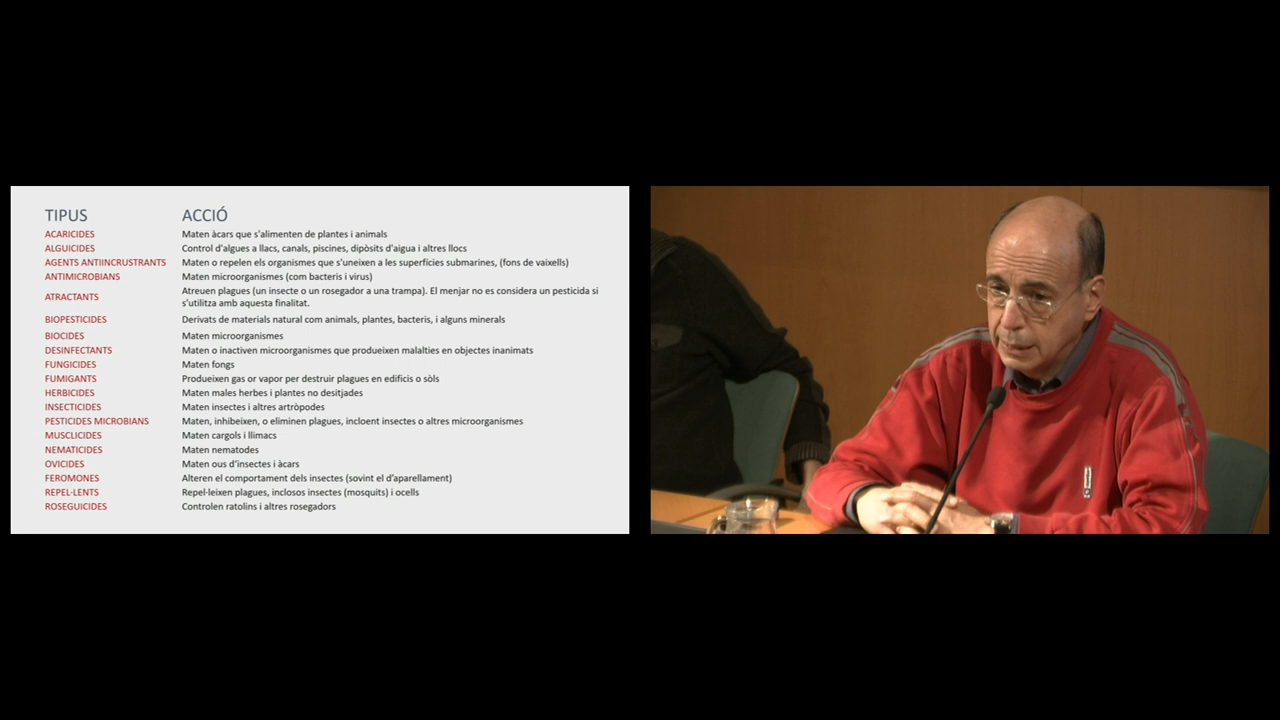 TIPUS ACCIÓ
ACARICIDES Maten àcars que s'alimenten de plantes i animals
ALGUICIDES Control d'algues a llacs, canals, piscines, dipòsits d'aigua i altres llocs
AGENTS ANTIINCRUSTRANTS Maten o repelen els organismes que s'uneixen a les superfícies submarines, (fons de vaixells)
ANTIMICROBIANS Maten microorganismes (com bacteris i virus)
ATRACTANTS Atreuen plagues (un insecte o un rosegador a una trampa). El menjar no es considera un pesticida si
s'utilitza amb aquesta finalitat.
BIOPESTICIDES Derivats de materials natural com animals, plantes, bacteris, i alguns minerals
BIOCIDES Maten microorganismes
DESINFECTANTS Maten o inactiven microorganismes que produeixen malalties en objectes inanimats
FUNGICIDES Maten fongs
FUMIGANTS Produeixen gas or vapor per destruir plagues en edificis o sòls
HERBICIDES Maten males herbes i plantes no desitjades
INSECTICIDES Maten insectes i altres artròpodes
PESTICIDES MICROBIANS Maten, inhibeixen, o eliminen plagues, incloent insectes o altres microorganismes
MUSCLICIDES Maten cargols i llimacs
NEMATICIDES Maten nematodes
OVICIDES Maten ous d'insectes i àcars
FEROMONES Alteren el comportament dels insectes (sovint el d'aparellament)
REPEL·LENTS Repel·leixen plagues, inclosos insectes (mosquits) i ocells
ROSEGUICIDES Controlen ratolins i altres rosegadors